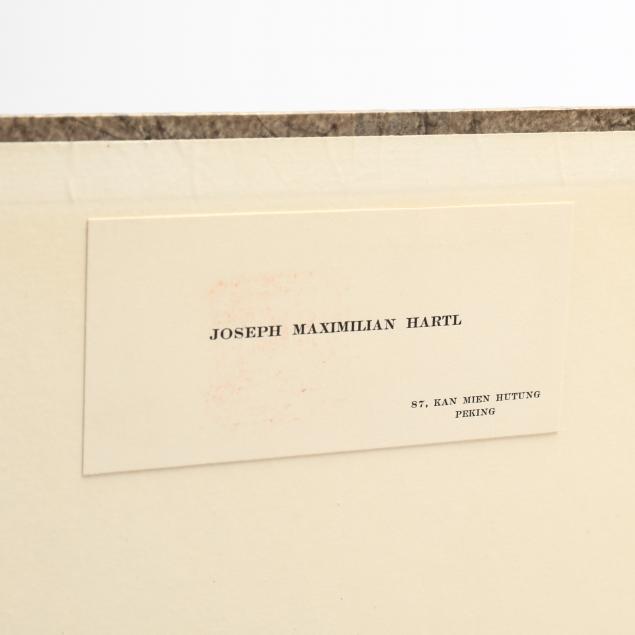 JOSEPH MAXIMILIAN HARTL
87, KAN MIEN HUTUNG
PEKING